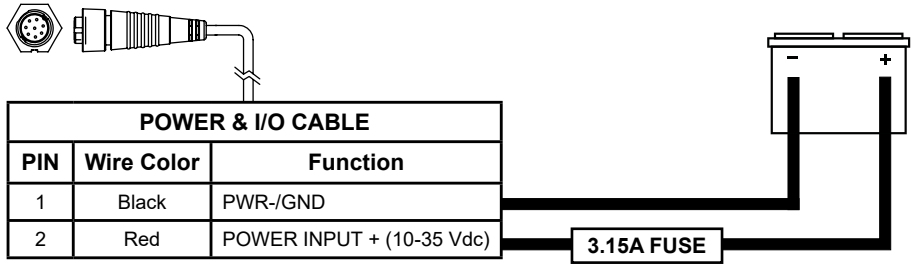 - +
POWER & I/O CABLE
PIN Wire Color Function
1 Black PWR-/GND
2 Red POWER INPUT + (10-35 Vdc)
3.15A FUSE